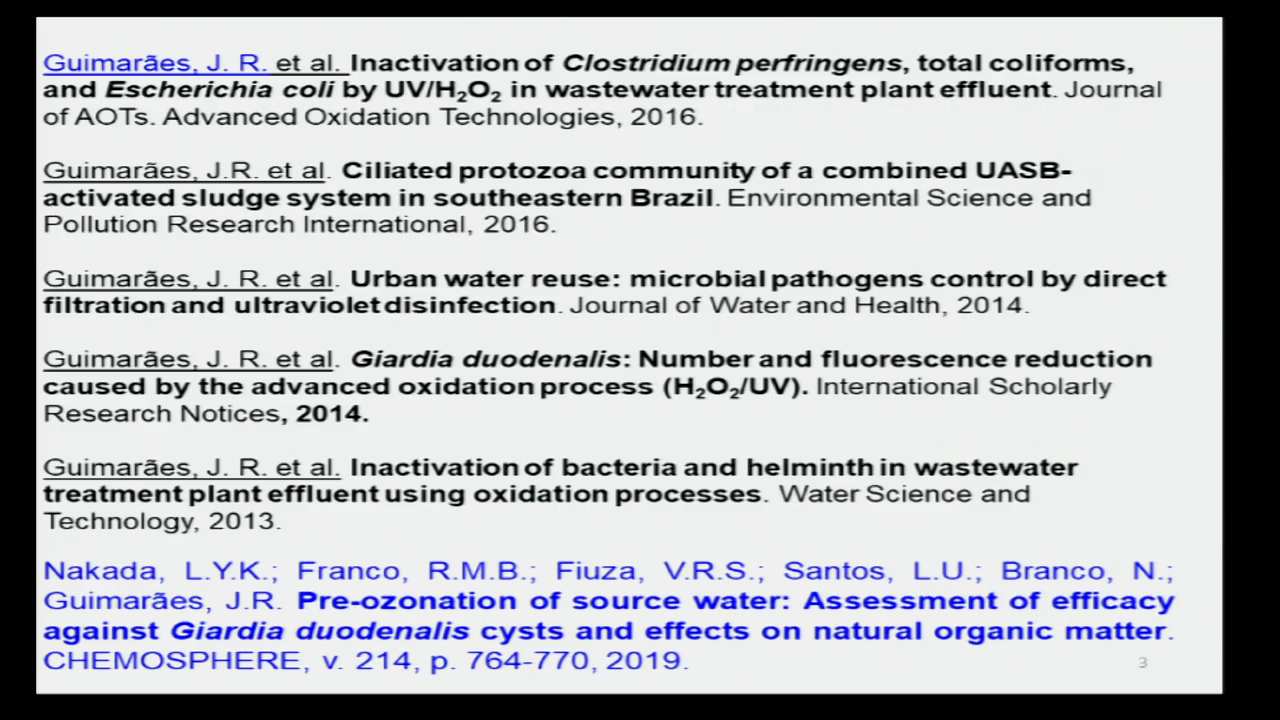 Guimarães, J. R. et al. Inactivation of Clostridium perfringens, total coliforms,
and Escherichia coli by UV/H₂O₂ in wastewater treatment plant effluent. Journal
of AOTs. Advanced Oxidation Technologies, 2016.
Guimarães, J.R. et al. Ciliated protozoa community of a combined UASB-
activated sludge system in southeastern Brazil. Environmental Science and
Pollution Research International, 2016.
Guimarães, J. R. et al. Urban water reuse: microbial pathogens control by direct
filtration and ultraviolet disinfection. Journal of Water and Health, 2014.
Guimarães, J. R. et al. Giardia duodenalis: Number and fluorescence reduction
caused by the advanced oxidation process (H₂O₂/UV). International Scholarly
Research Notices, 2014.
Guimarães, J. R. et al. Inactivation of bacteria and helminth in wastewater
treatment plant effluent using oxidation processes. Water Science and
Technology, 2013.
Nakada, L.Y.K.; Franco, R.M.B.; Fiuza, V.R.S.; Santos, L.U.; Branco, N.;
Guimarães, J.R. Pre-ozonation of source water: Assessment of efficacy
against Giardia duodenalis cysts and effects on natural organic matter.
CHEMOSPHERE, v. 214, p. 764-770, 2019.
3